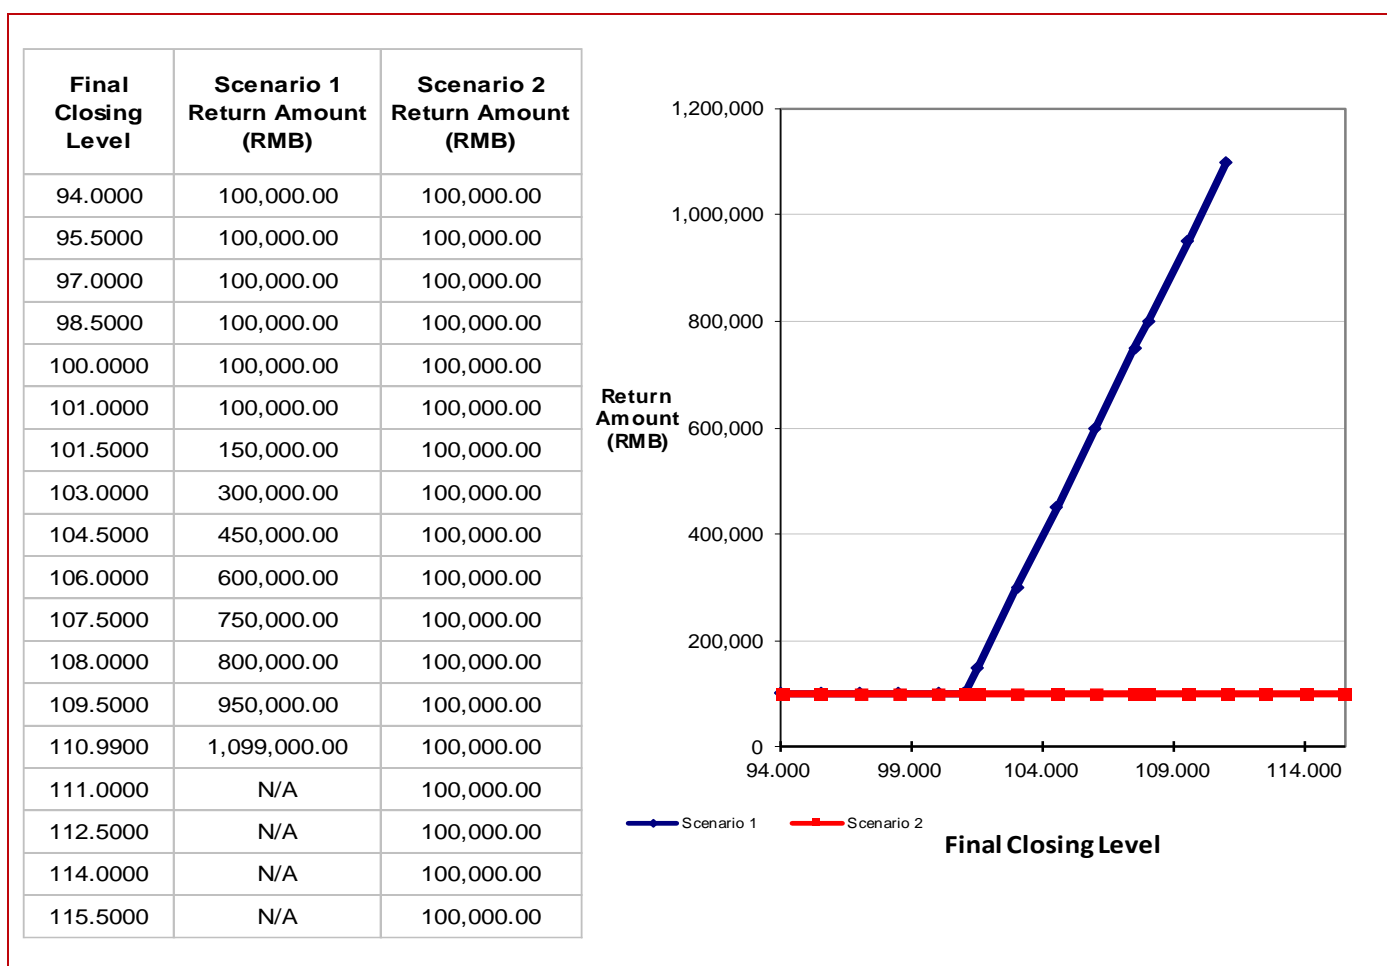 Final Closing Level
Scenario 1 Return Amount (RMB)
Scenario 2 Return Amount (RMB)
94.0000 100,000.00 100,000.00
95.5000 100,000.00 100,000.00
97.0000 100,000.00 100,000.00
98.5000 100,000.00 100,000.00
100.0000 100,000.00 100,000.00
101.0000 100,000.00 100,000.00
101.5000 150,000.00 100,000.00
103.0000 300,000.00 100,000.00
104.5000 450,000.00 100,000.00
106.0000 600,000.00 100,000.00
107.5000 750,000.00 100,000.00
108.0000 800,000.00 100,000.00
109.5000 950,000.00 100,000.00
110.9900 1,099,000.00 100,000.00
111.0000 N/A 100,000.00
112.5000 N/A 100,000.00
114.0000 N/A 100,000.00
115.5000 N/A 100,000.00
Return
Amount
(RMB)
1,200,000
1,000,000
800,000
600,000
400,000
200,000
0
94.000 99.000 104.000 109.000 114.000
Scenario 1 Scenario 2
Final Closing Level